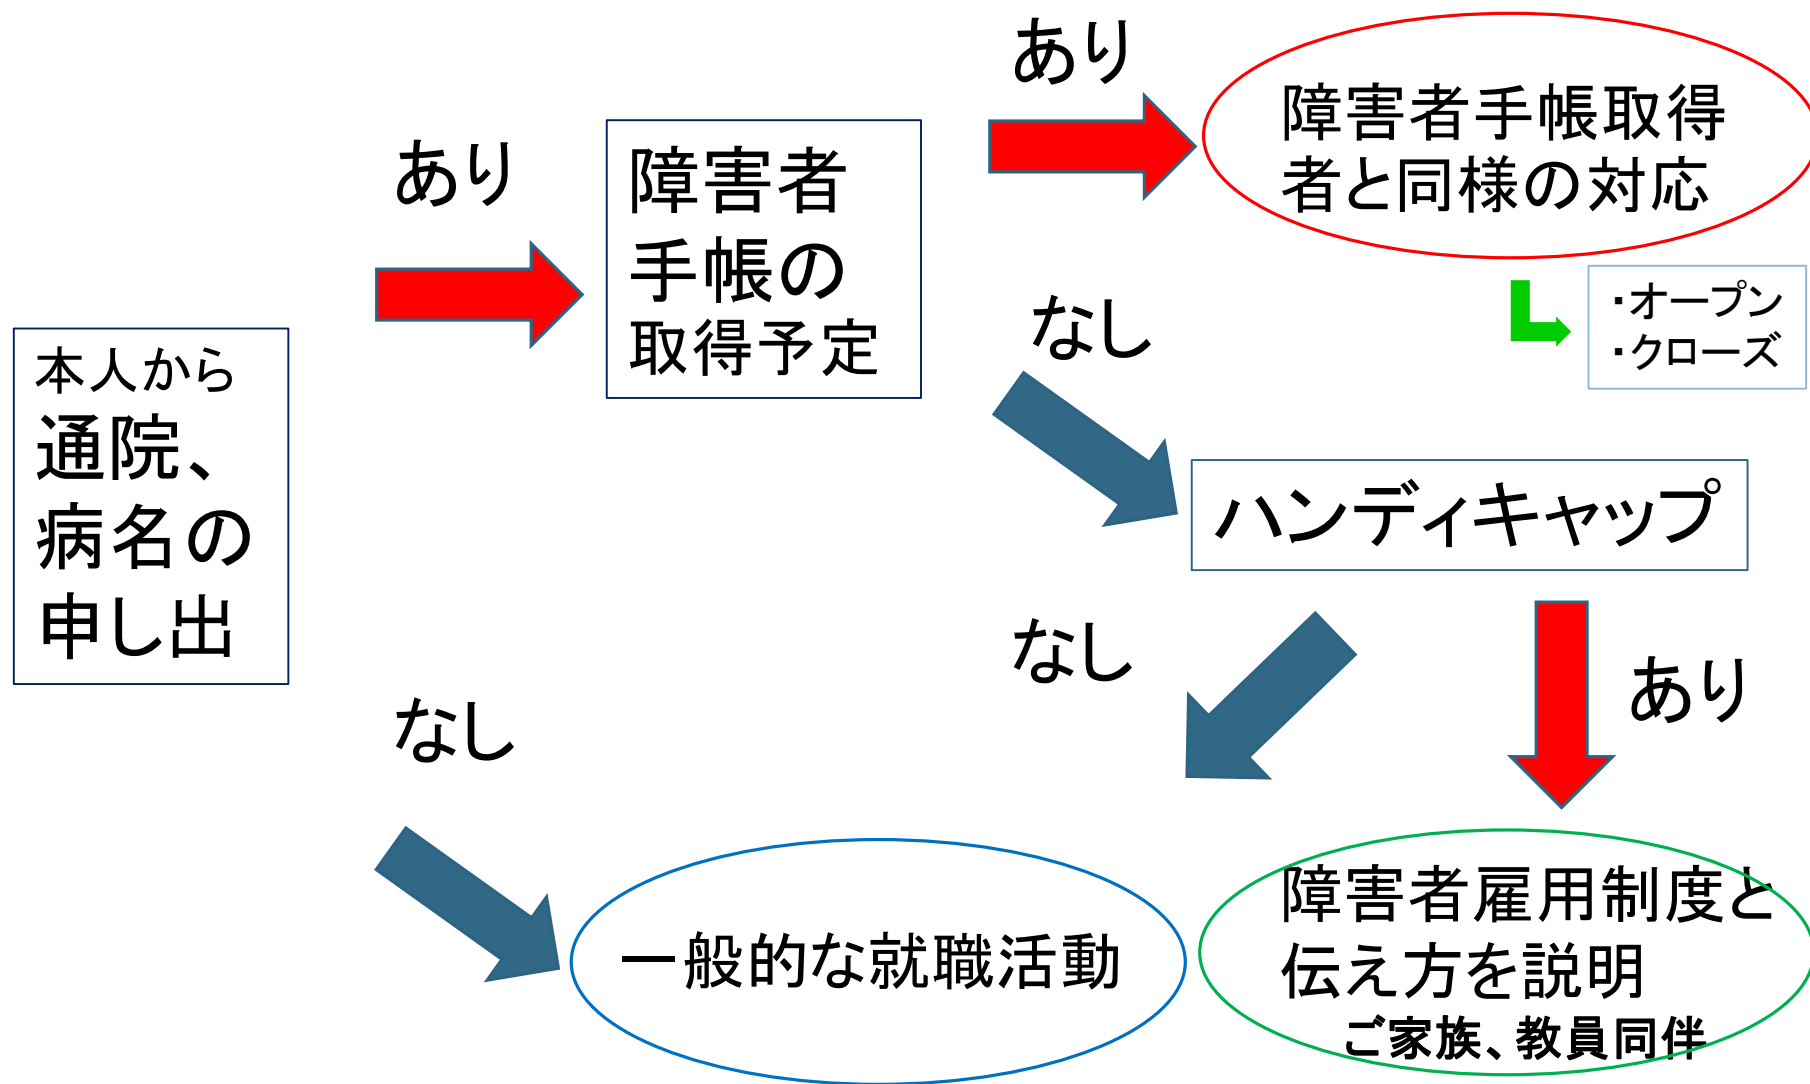 本人から
通院、
病名の
申し出
あり
なし
障害者
手帳の
取得予定
あり
なし
障害者手帳取得
者と同様の対応
・オープン
・クローズ
ハンディキャップ
なし
あり
一般的な就職活動
障害者雇用制度と
伝え方を説明
ご家族、教員同伴